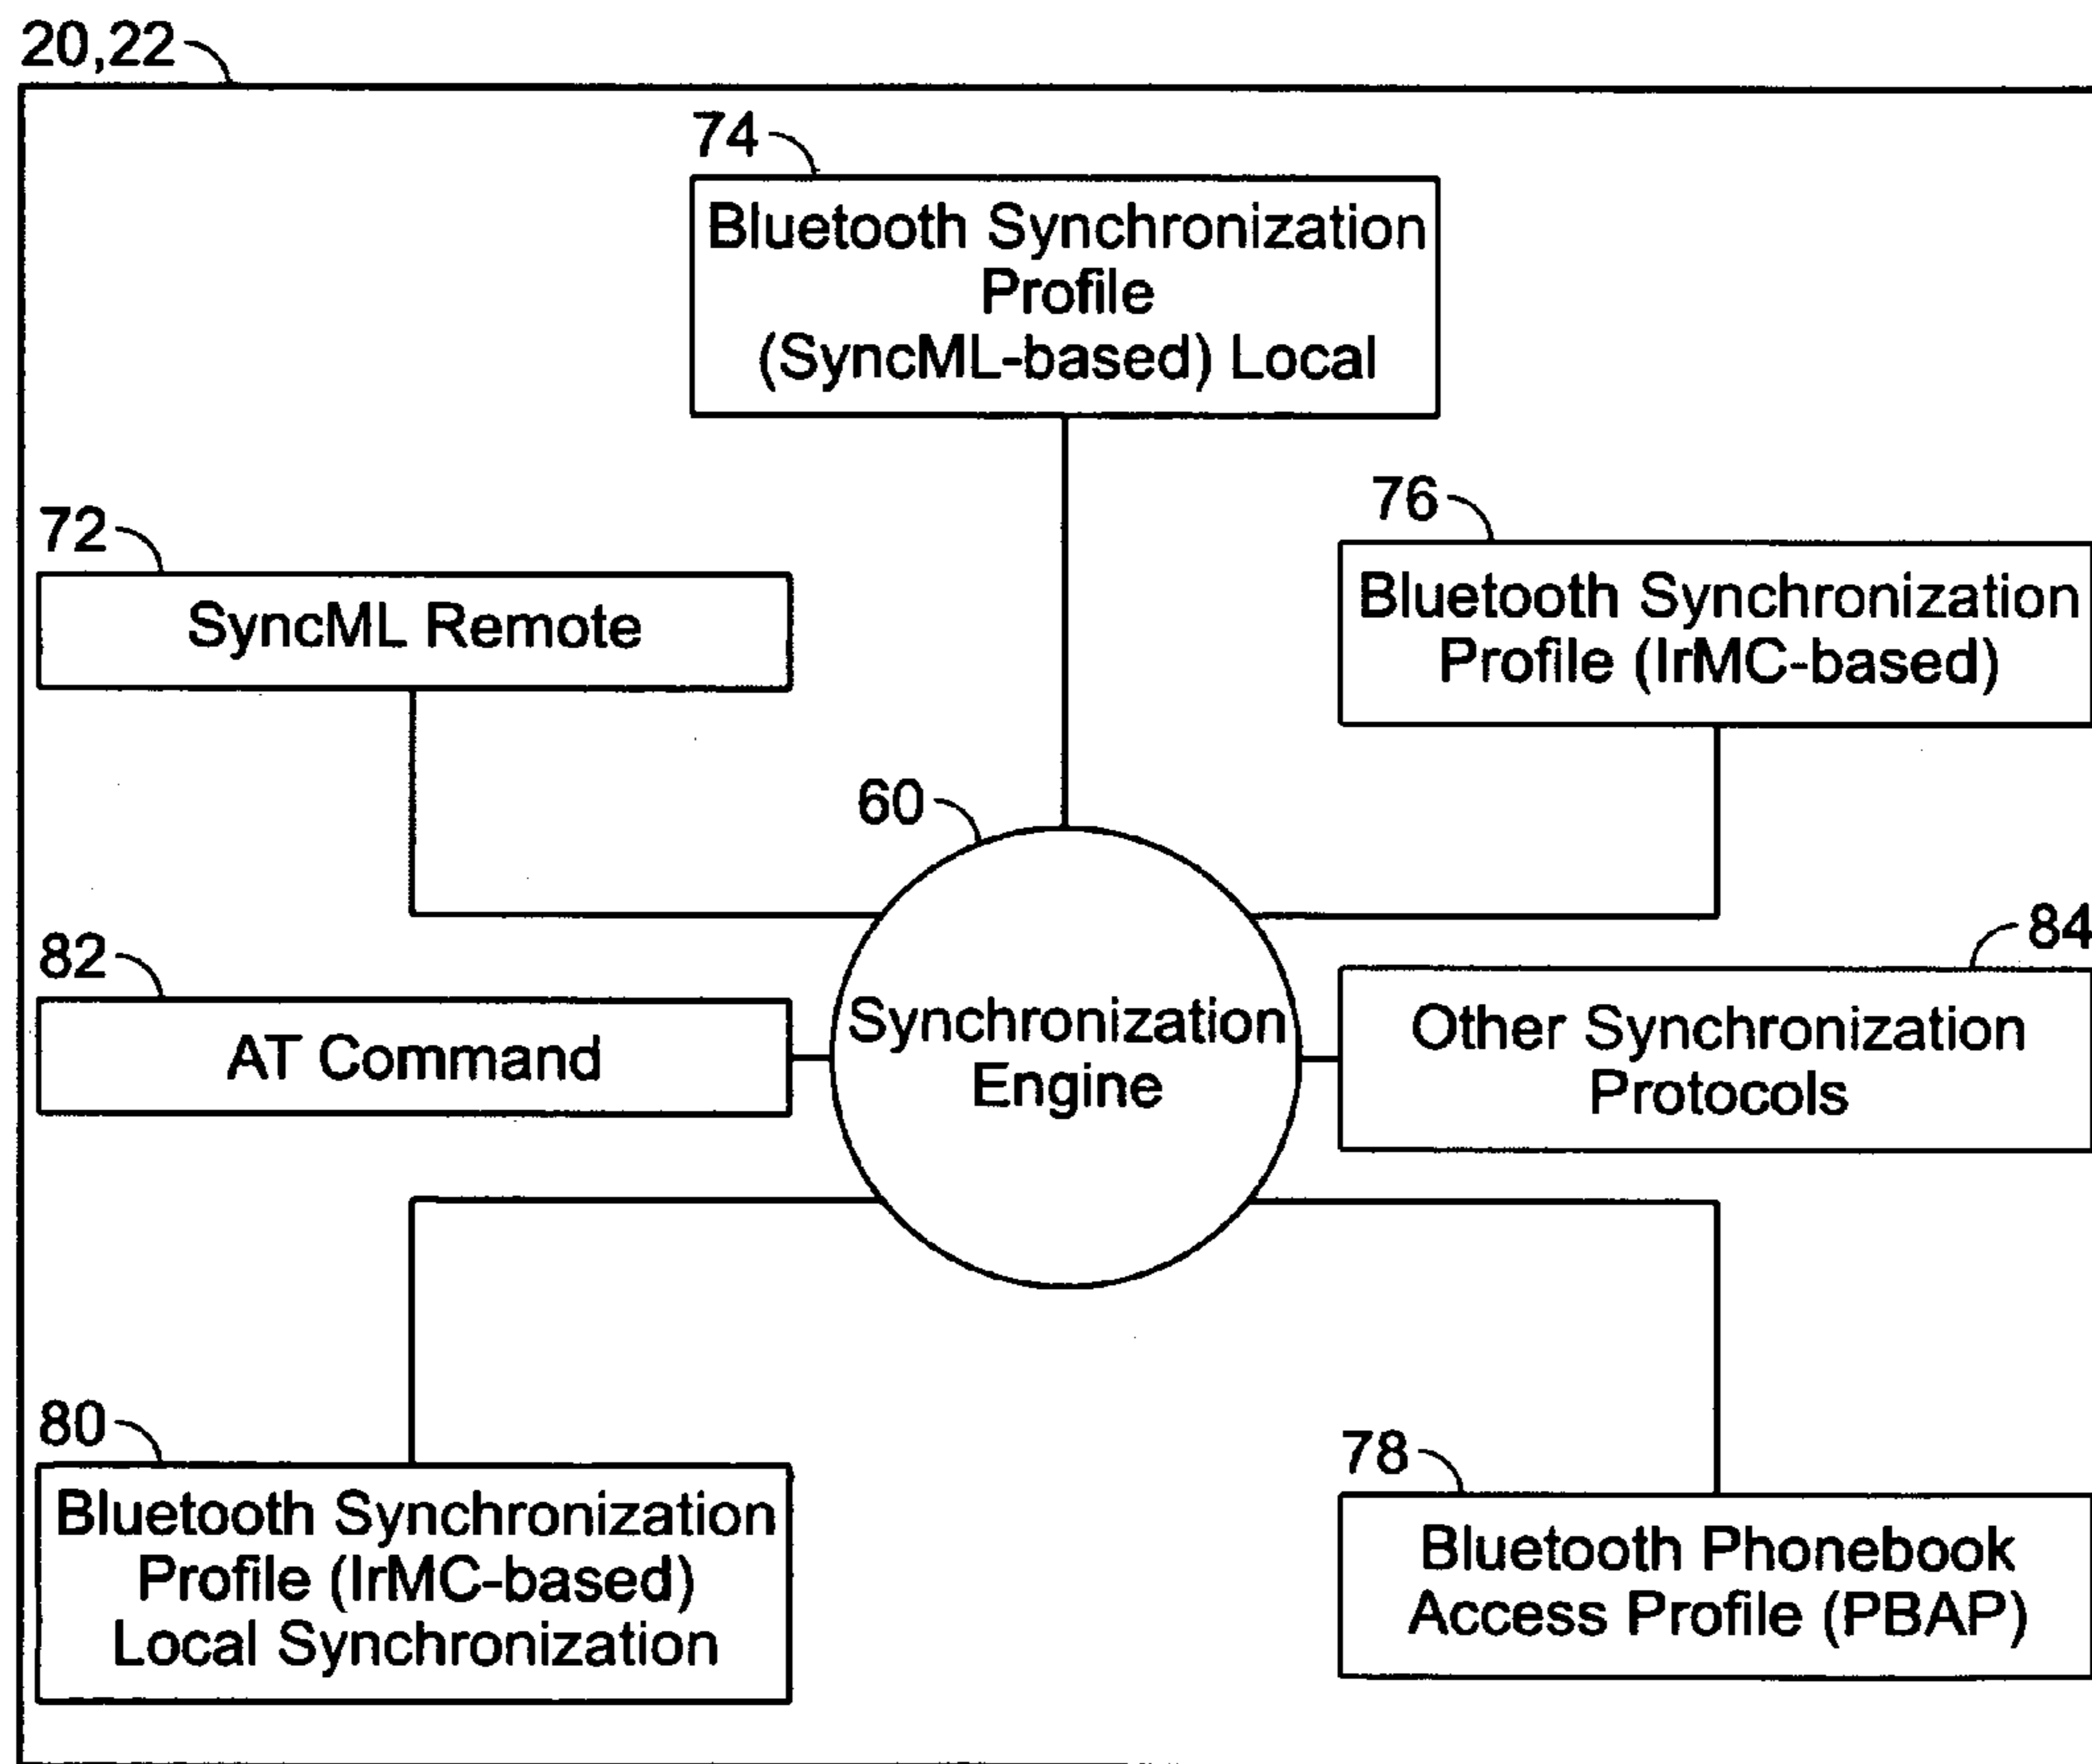 20,22
74
Bluetooth Synchronization
Profile
(SyncML-based) Local
72
SyncML Remote
76
Bluetooth Synchronization
Profile (IrMC-based)
60
Synchronization
Engine
82
AT Command
84
Other Synchronization
Protocols
80
Bluetooth Synchronization
Profile (IrMC-based)
Local Synchronization
78
Bluetooth Phonebook
Access Profile (PBAP)